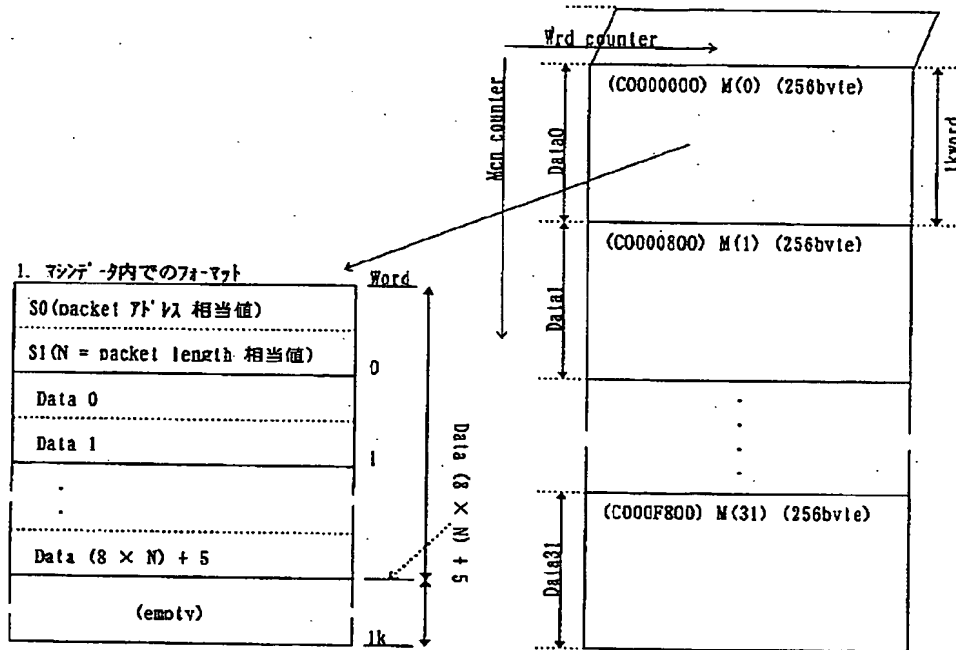 Wrd counter
Mcn counter
(C0000000) M(0) (256byte)
Data0
1kword
(C0000800) M(1) (256byte)
Data1
(C000F800) M(31) (256byte)
Data31
1. マシンデータ内でのフォーマット
Word
S0(packet アドレス 相当値)
S1(N = packet length 相当値)
0
Data 0
Data 1
1
Data (8 × N) + 5
Data (8 × N) + 5
(empty)
1k